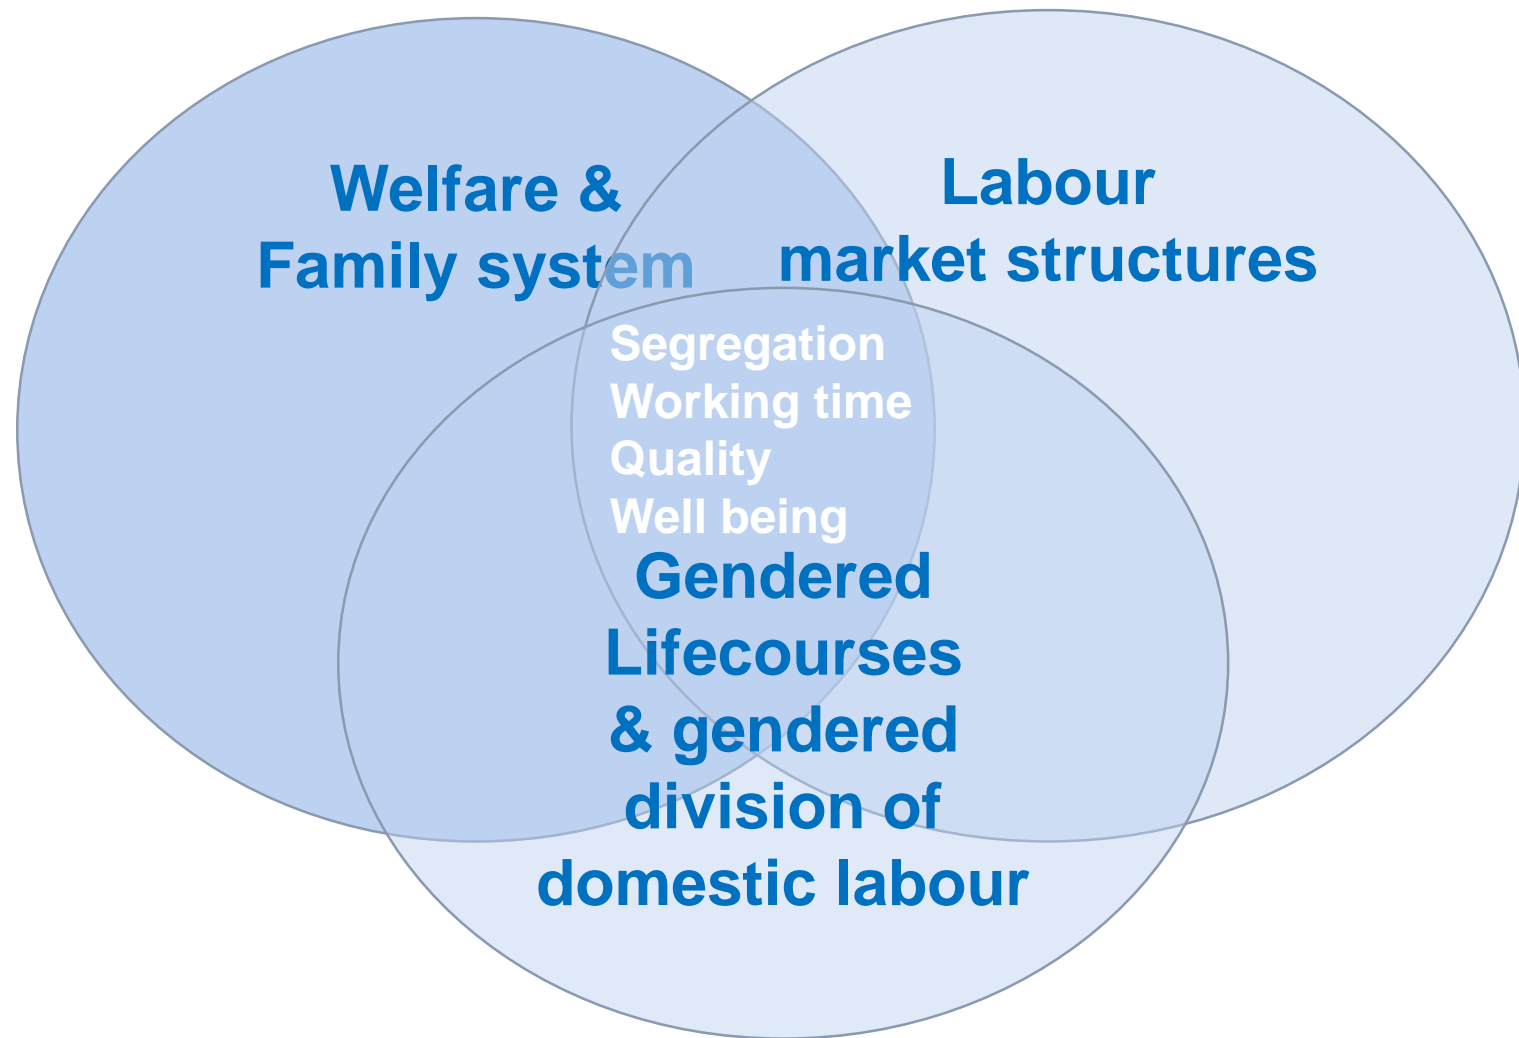 Welfare &
Family system
Labour
market structures
Segregation
Working time
Quality
Well being
Gendered
Lifecourses
& gendered
division of
domestic labour